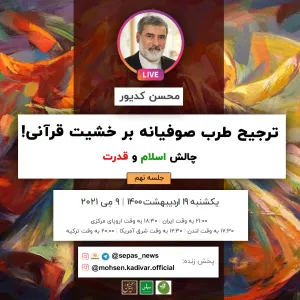 LIVE
محسن کدیور
ترجیح طرب صوفیانه بر خشیت قرآنی!
چالش اسلام و قدرت
جلسه نهم
یکشنبه ۱۹ اردیبهشت ۱۴۰۰ | ۹ مِی ۲۰۲۱
۲۱:۰۰ به وقت ایران : ۱۸:۳۰ به وقت اروپای مرکزی
۱۷:۳۰ به وقت لندن : ۱۲:۳۰ به وقت شرق آمریکا : ۲۰:۰۰ به وقت ترکیه
پخش زنده:
@sepas_news
@mohsen.kadivar.official